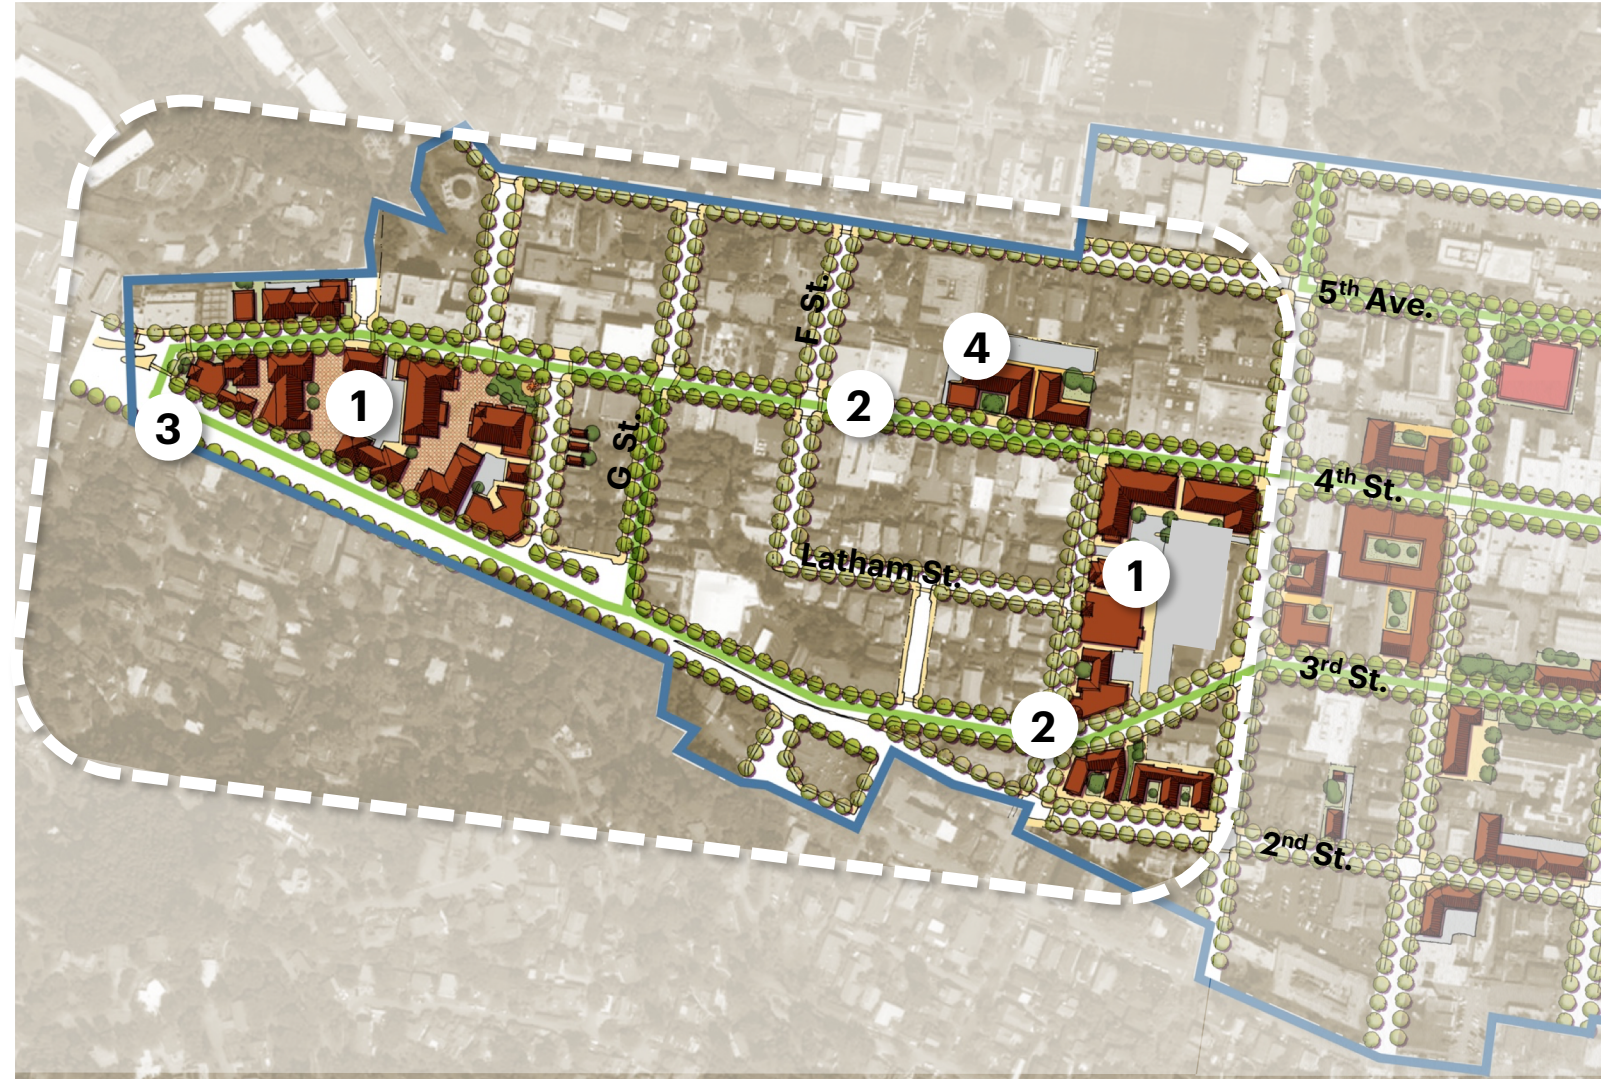 5th Ave.
F St.
4
1
2
3
G St.
4th St.
Latham St.
1
3rd St.
2
2nd St.